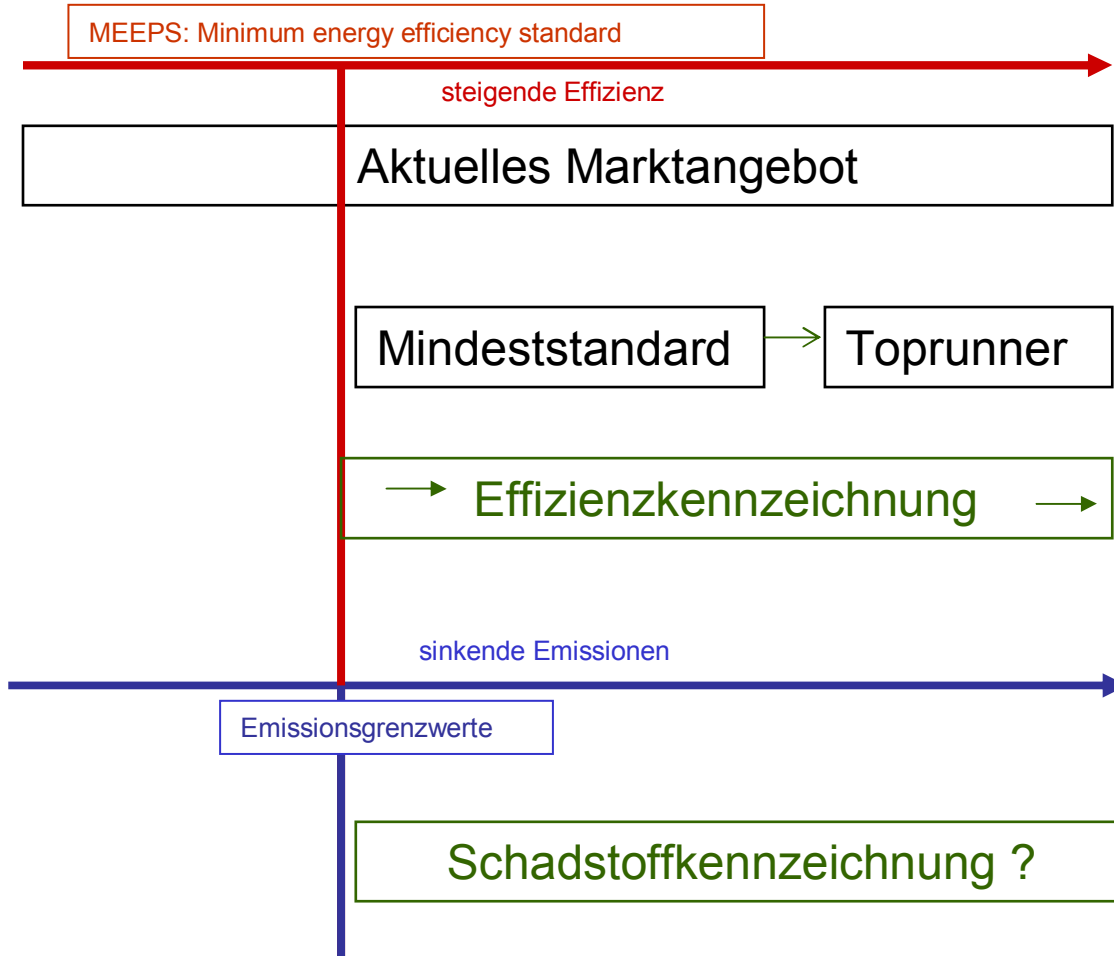 MEEPS: Minimum energy efficiency standard
steigende Effizienz
Aktuelles Marktangebot
Mindeststandard
Toprunner
Effizienzkennzeichnung
sinkende Emissionen
Emissionsgrenzwerte
Schadstoffkennzeichnung ?